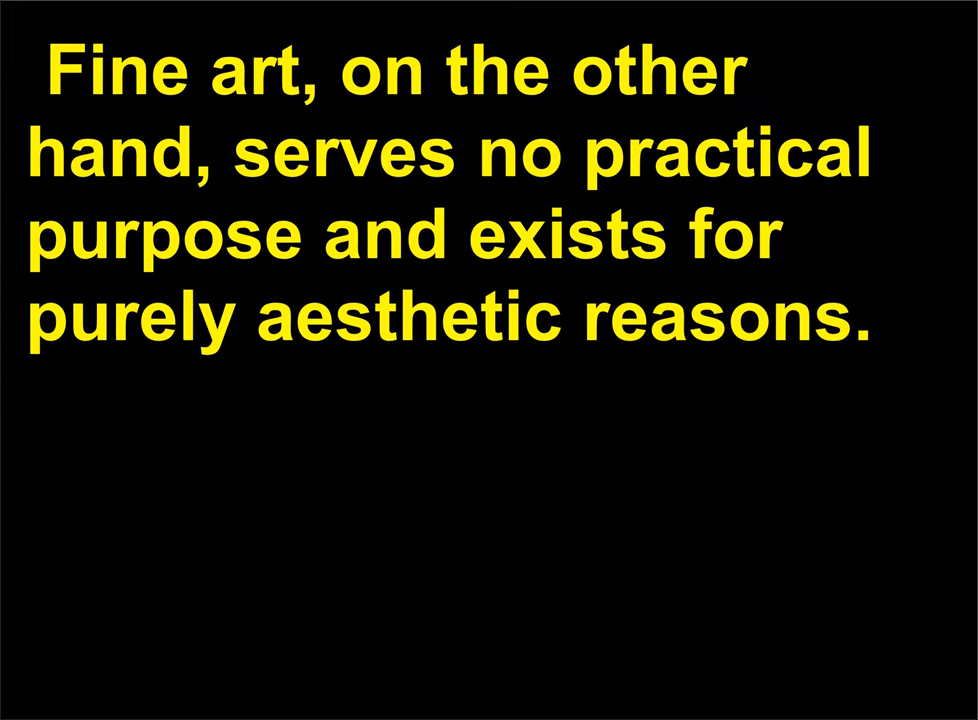 Fine art, on the other
hand, serves no practical
purpose and exists for
purely aesthetic reasons.